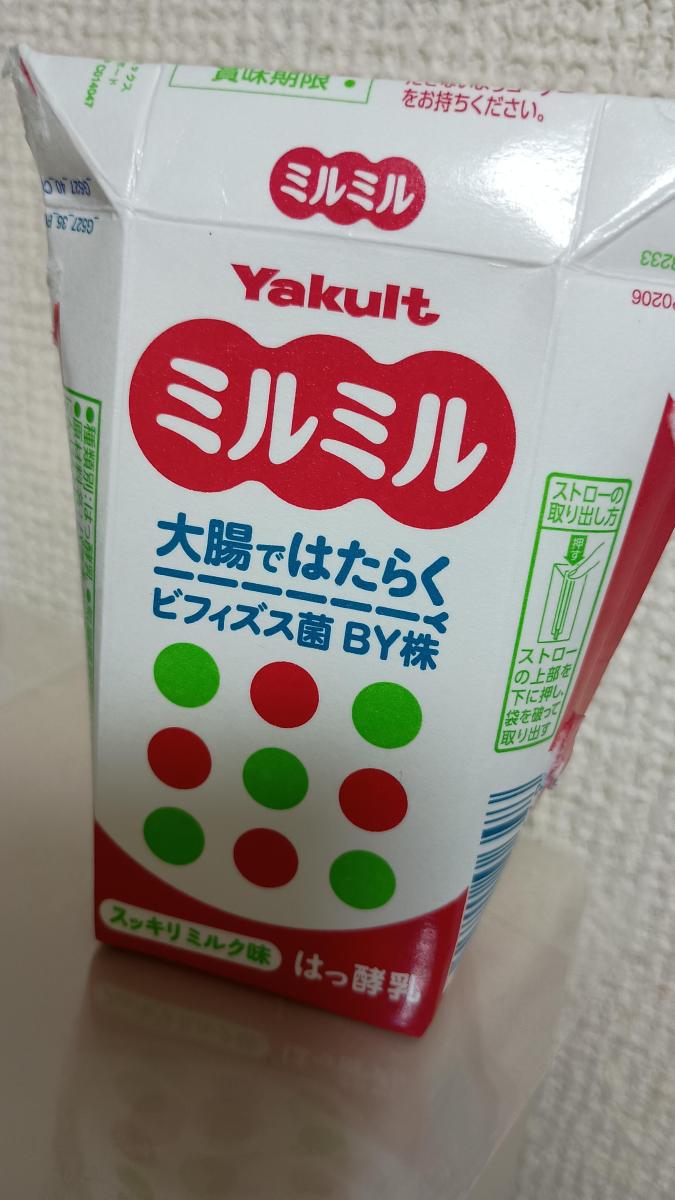 賞味期限
をお持ちください。
ミルミル
Yakult
ミルミル
大腸ではたらく
ビフィズス菌 BY株
スッキリミルク味
はっ酵乳
ストローの
取り出し方
押す
ストロー
の上部を
下に押し、
袋を破って
取り出す